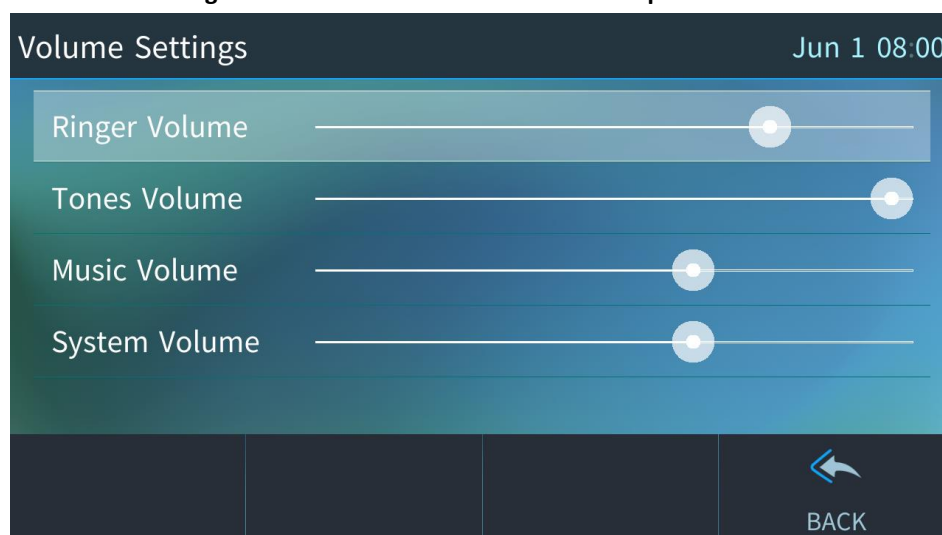 Volume Settings Jun 1 08:00
Ringer Volume
Tones Volume
Music Volume
System Volume
BACK